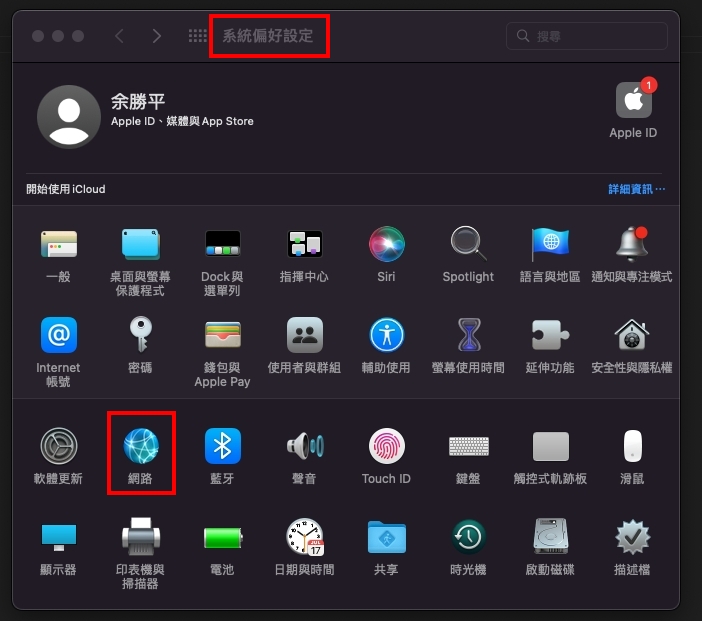 系統偏好設定
搜尋
余勝平
Apple ID、媒體與 App Store
1
Apple ID
開始使用 iCloud
詳細資訊…
一般
桌面與螢幕
保護程式
Dock 與
選單列
指揮中心
Siri
Spotlight
語言與地區
通知與專注模式
Internet
帳號
密碼
錢包與
Apple Pay
使用者與群組
輔助使用
螢幕使用時間
延伸功能
安全性與隱私權
軟體更新
網路
藍牙
聲音
Touch ID
鍵盤
觸控式軌跡板
滑鼠
顯示器
印表機與
掃描器
電池
JUL
17
日期與時間
共享
時光機
啟動磁碟
描述檔